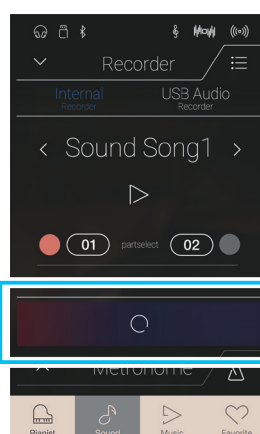 Recorder
Internal
Recorder
USB Audio
Recorder
Sound Song1
01 partselect 02
Metronome
Pianist Sound Music Favorite